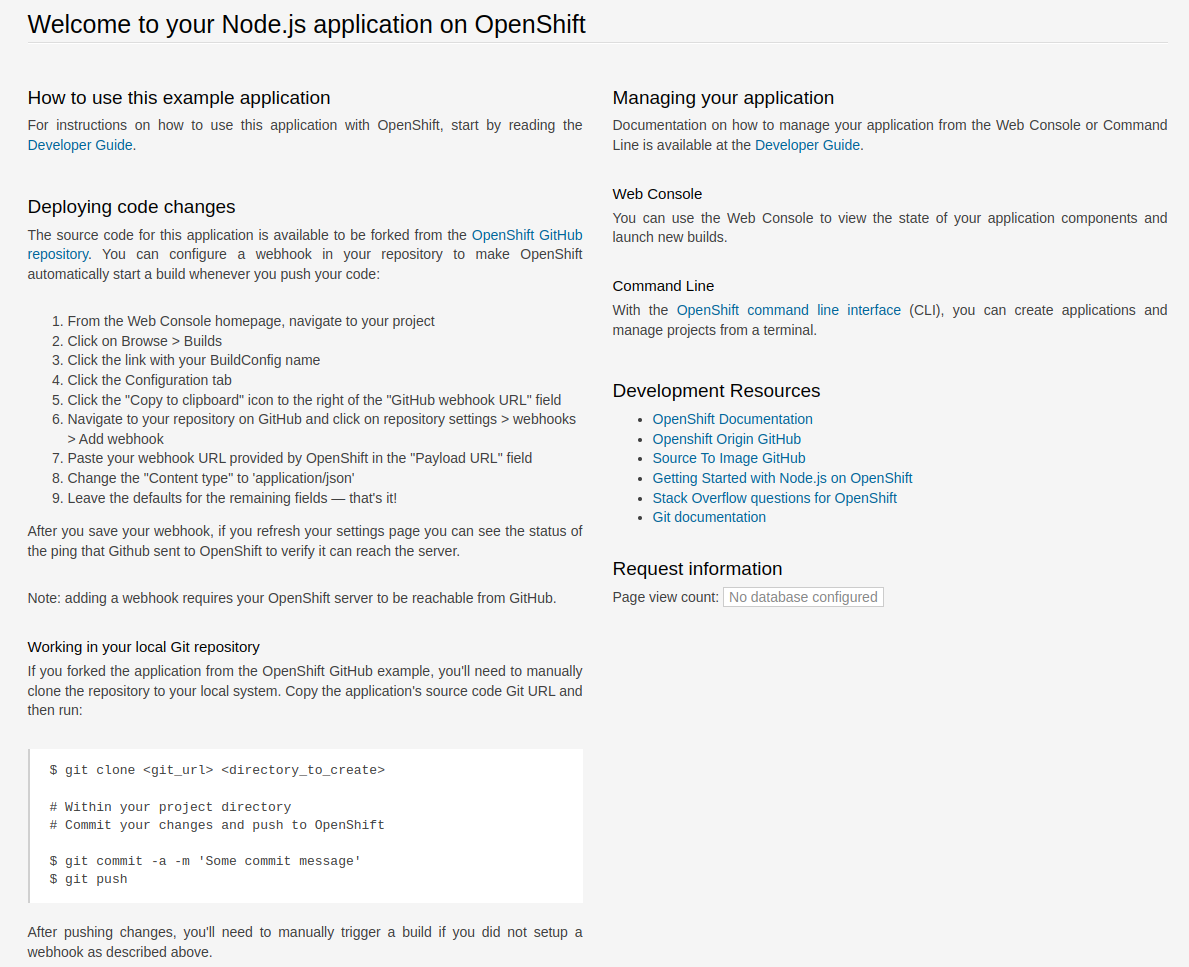 Welcome to your Node.js application on OpenShift
How to use this example application
For instructions on how to use this application with OpenShift, start by reading the
Developer Guide.
Deploying code changes
The source code for this application is available to be forked from the OpenShift GitHub
repository. You can configure a webhook in your repository to make OpenShift
automatically start a build whenever you push your code:
1. From the Web Console homepage, navigate to your project
2. Click on Browse > Builds
3. Click the link with your BuildConfig name
4. Click the Configuration tab
5. Click the "Copy to clipboard" icon to the right of the "GitHub webhook URL" field
6. Navigate to your repository on GitHub and click on repository settings > webhooks
> Add webhook
7. Paste your webhook URL provided by OpenShift in the "Payload URL" field
8. Change the "Content type" to 'application/json'
9. Leave the defaults for the remaining fields — that's it!
After you save your webhook, if you refresh your settings page you can see the status of
the ping that Github sent to OpenShift to verify it can reach the server.
Note: adding a webhook requires your OpenShift server to be reachable from GitHub.
Working in your local Git repository
If you forked the application from the OpenShift GitHub example, you'll need to manually
clone the repository to your local system. Copy the application's source code Git URL and
then run:
$ git clone <git_url> <directory_to_create>
# Within your project directory
# Commit your changes and push to OpenShift
$ git commit -a -m 'Some commit message'
$ git push
After pushing changes, you'll need to manually trigger a build if you did not setup a
webhook as described above.
Managing your application
Documentation on how to manage your application from the Web Console or Command
Line is available at the Developer Guide.
Web Console
You can use the Web Console to view the state of your application components and
launch new builds.
Command Line
With the OpenShift command line interface (CLI), you can create applications and
manage projects from a terminal.
Development Resources
• OpenShift Documentation
• Openshift Origin GitHub
• Source To Image GitHub
• Getting Started with Node.js on OpenShift
• Stack Overflow questions for OpenShift
• Git documentation
Request information
Page view count: No database configured